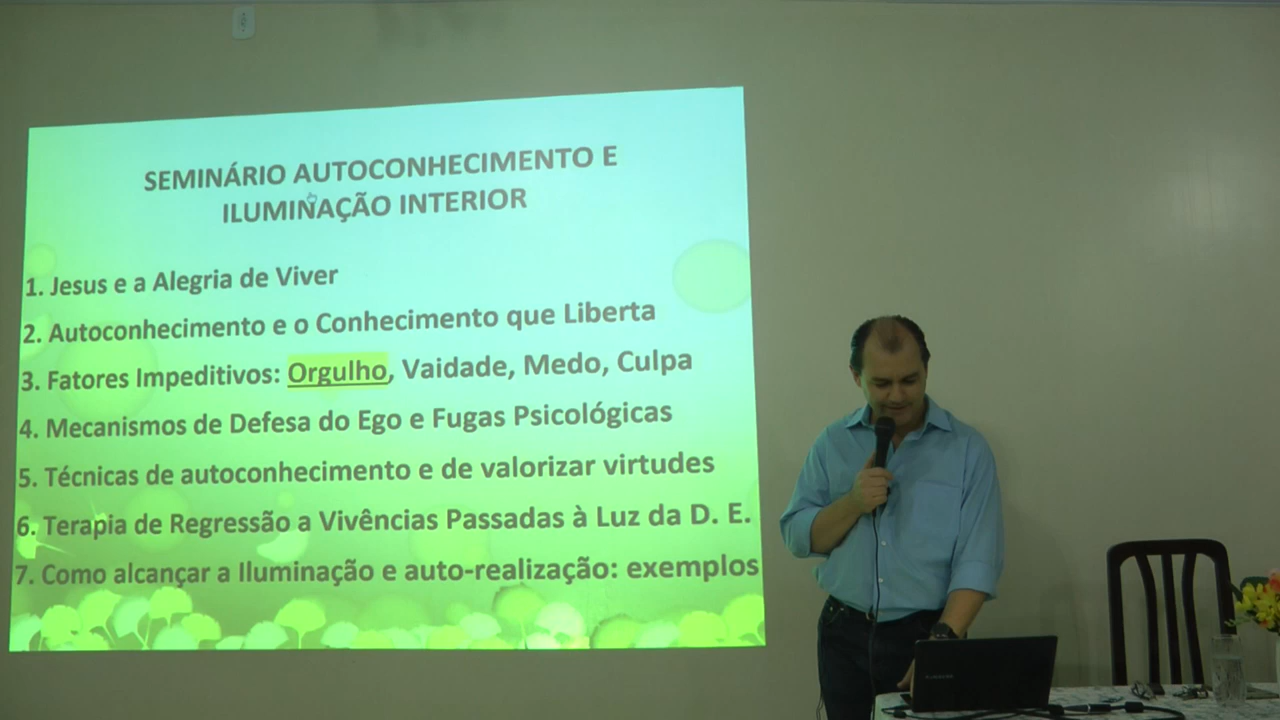 SEMINÁRIO AUTOCONHECIMENTO E
ILUMINAÇÃO INTERIOR
1. Jesus e a Alegria de Viver
2. Autoconhecimento e o Conhecimento que Liberta
3. Fatores Impeditivos: Orgulho, Vaidade, Medo, Culpa
4. Mecanismos de Defesa do Ego e Fugas Psicológicas
5. Técnicas de autoconhecimento e de valorizar virtudes
6. Terapia de Regressão a Vivências Passadas à Luz da D. E.
7. Como alcançar a Iluminação e auto-realização: exemplos